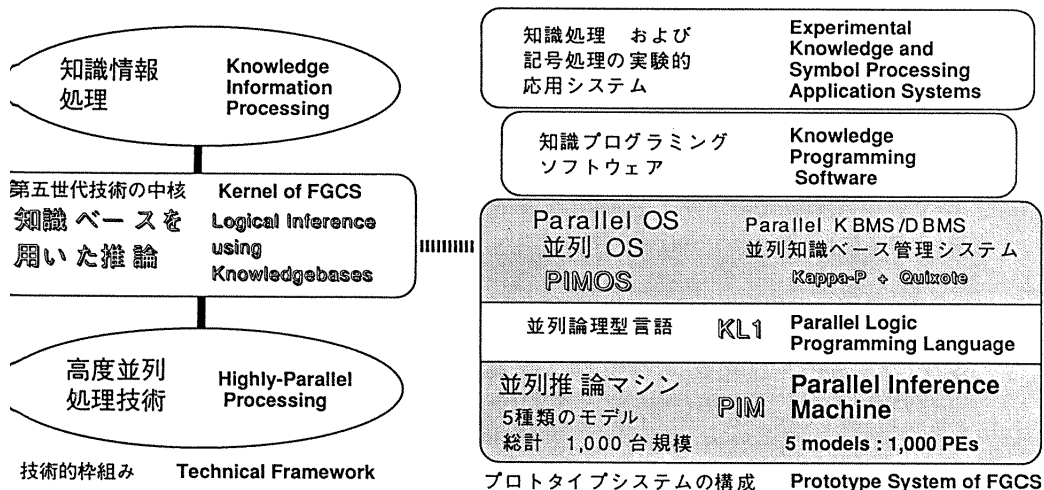 知識情報
処理
Knowledge
Information
Processing
第五世代技術の中核
知識ベースを
用いた推論
Kernel of FGCS
Logical Inference
using
Knowledgebases
高度並列
処理技術
Highly-Parallel
Processing
技術的枠組み Technical Framework
知識処理 および
記号処理の実験的
応用システム
Experimental
Knowledge and
Symbol Processing
Application Systems
知識プログラミング
ソフトウェア
Knowledge
Programming
Software
Parallel OS
並列 OS
PIMOS
Parallel KBMS/DBMS
並列知識ベース管理システム
Kappa-P + Quixote
並列論理型言語 KL1
Parallel Logic
Programming Language
並列推論マシン
5種類のモデル
総計 1,000 台規模
PIM
Parallel Inference
Machine
5 models : 1,000 PEs
プロトタイプシステムの構成 Prototype System of FGCS